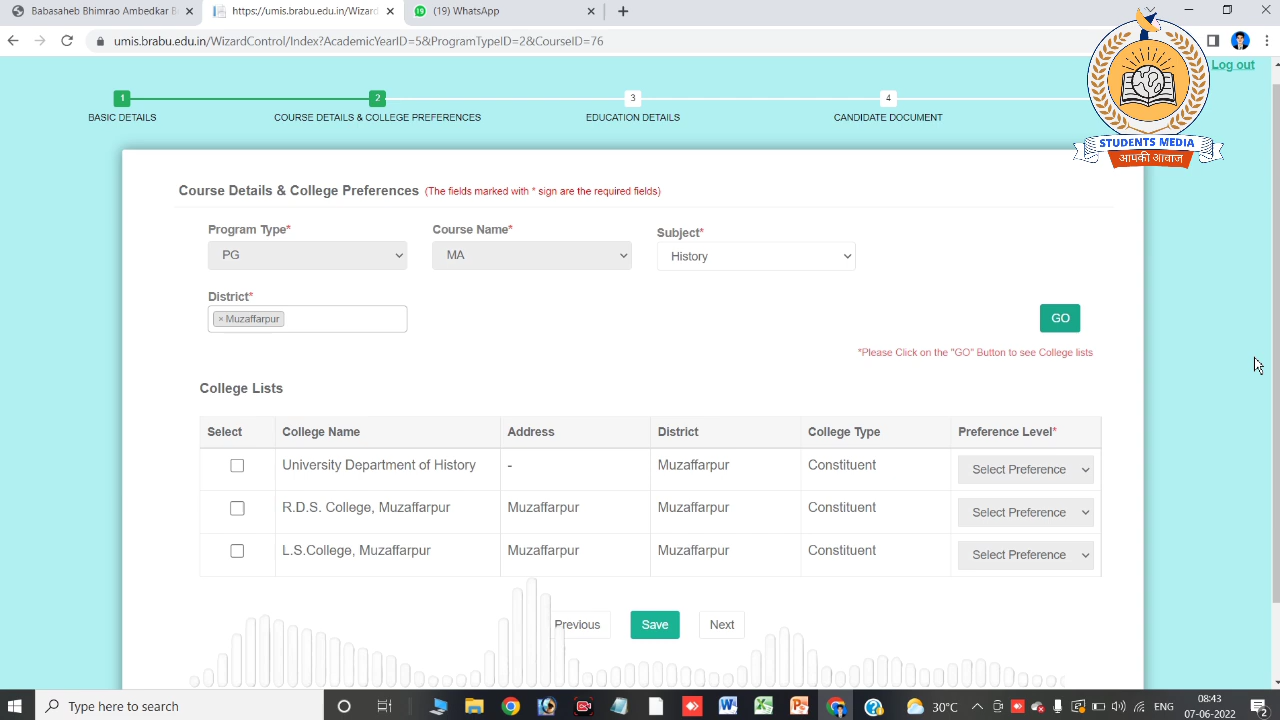 Babasaheb Bhimrao Ambedkar B
https://umis.brabu.edu.in/Wizard
(19) WhatsApp
umis.brabu.edu.in/WizardControl/Index?AcademicYearID=5&ProgramTypeID=2&CourseID=76
Log out
STUDENTS MEDIA
आपकी आवाज
1
2
3
4
BASIC DETAILS
COURSE DETAILS & COLLEGE PREFERENCES
EDUCATION DETAILS
CANDIDATE DOCUMENT
Course Details & College Preferences (The fields marked with * sign are the required fields)
Program Type*
Course Name*
Subject*
PG
MA
History
District*
× Muzaffarpur
GO
*Please Click on the "GO" Button to see College lists
College Lists
Select College Name Address District College Type Preference Level*
University Department of History - Muzaffarpur Constituent Select Preference
R.D.S. College, Muzaffarpur Muzaffarpur Muzaffarpur Constituent Select Preference
L.S.College, Muzaffarpur Muzaffarpur Muzaffarpur Constituent Select Preference
Previous
Save
Next
Type here to search
30°C
ENG
08:43
07-06-2022
2